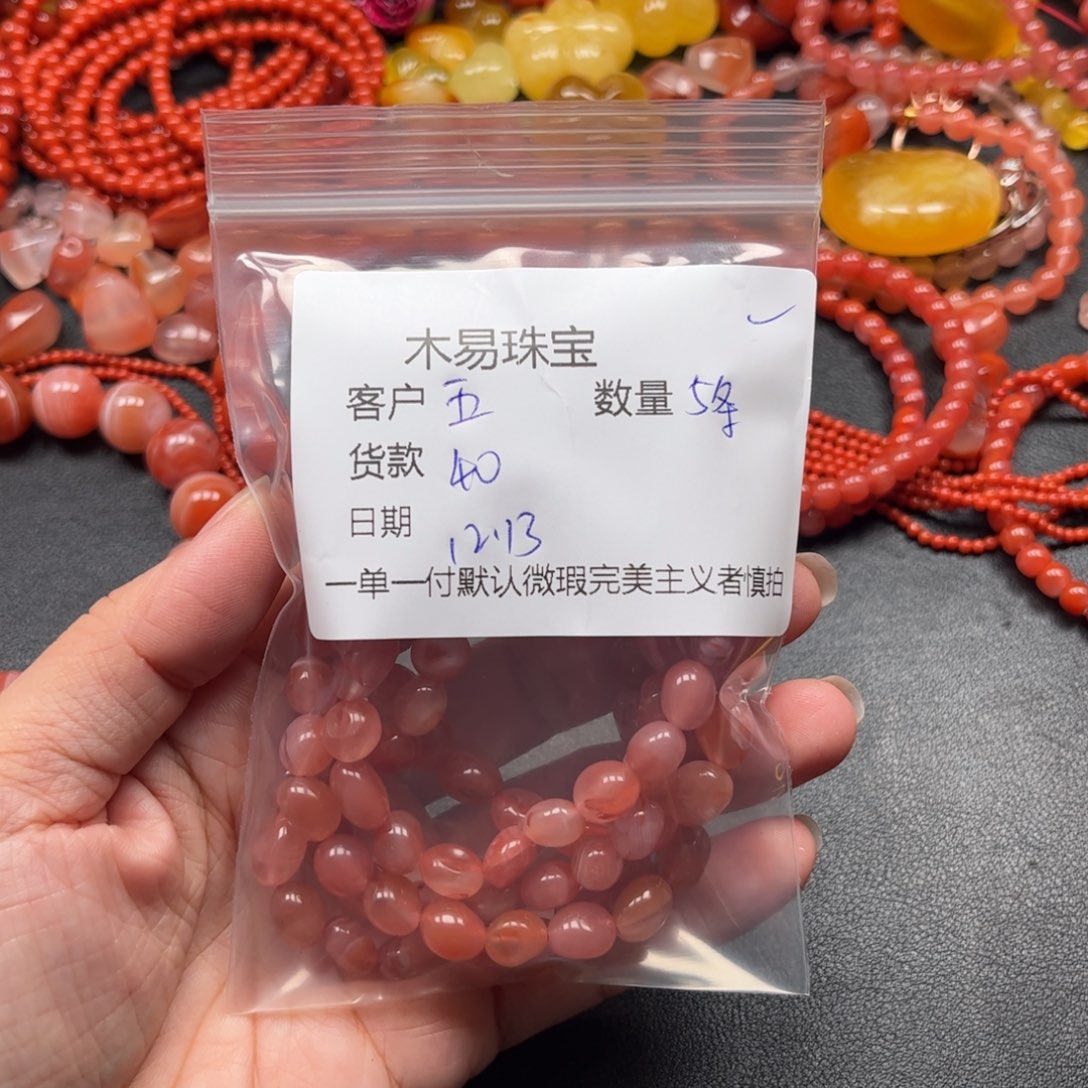 木易珠宝
客户 五 数量 5条
货款 40
日期 12.13
一单一付默认微瑕完美主义者慎拍